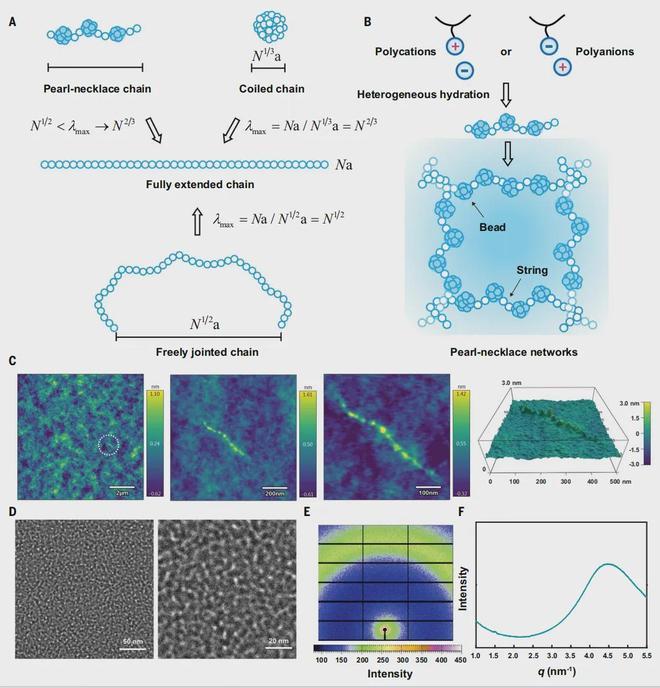 A
N^{1/3}a
Pearl-necklace chain
Coiled chain
N^{1/2} < λ_{max} → N^{2/3}
λ_{max} = Na / N^{1/3}a = N^{2/3}
Na
Fully extended chain
λ_{max} = Na / N^{1/2}a = N^{1/2}
N^{1/2}a
Freely jointed chain
B
Polycations
+
or
−
Polyanions
−
+
Heterogeneous hydration
Bead
String
Pearl-necklace networks
C
nm
1.10
0.24
-0.62
2μm
nm
1.61
0.50
-0.61
200nm
nm
1.42
0.55
-0.32
100nm
3.0 nm
0
0 100 200 300 400 500 nm
3.0 nm
1.5
0
-1.5
-3.0
D
50 nm
20 nm
E
100 150 200 250 300 350 400 450
Intensity
F
Intensity
1.0 1.5 2.0 2.5 3.0 3.5 4.0 4.5 5.0 5.5
q (nm⁻¹)